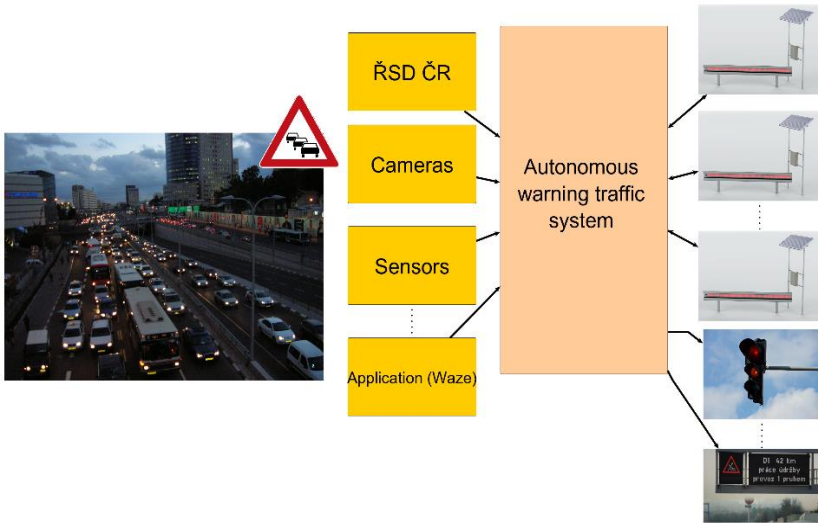 ŘSD ČR
Cameras
Sensors
Application (Waze)
Autonomous
warning traffic
system
D1 42 km
práce údržby
provoz 1 pruhem